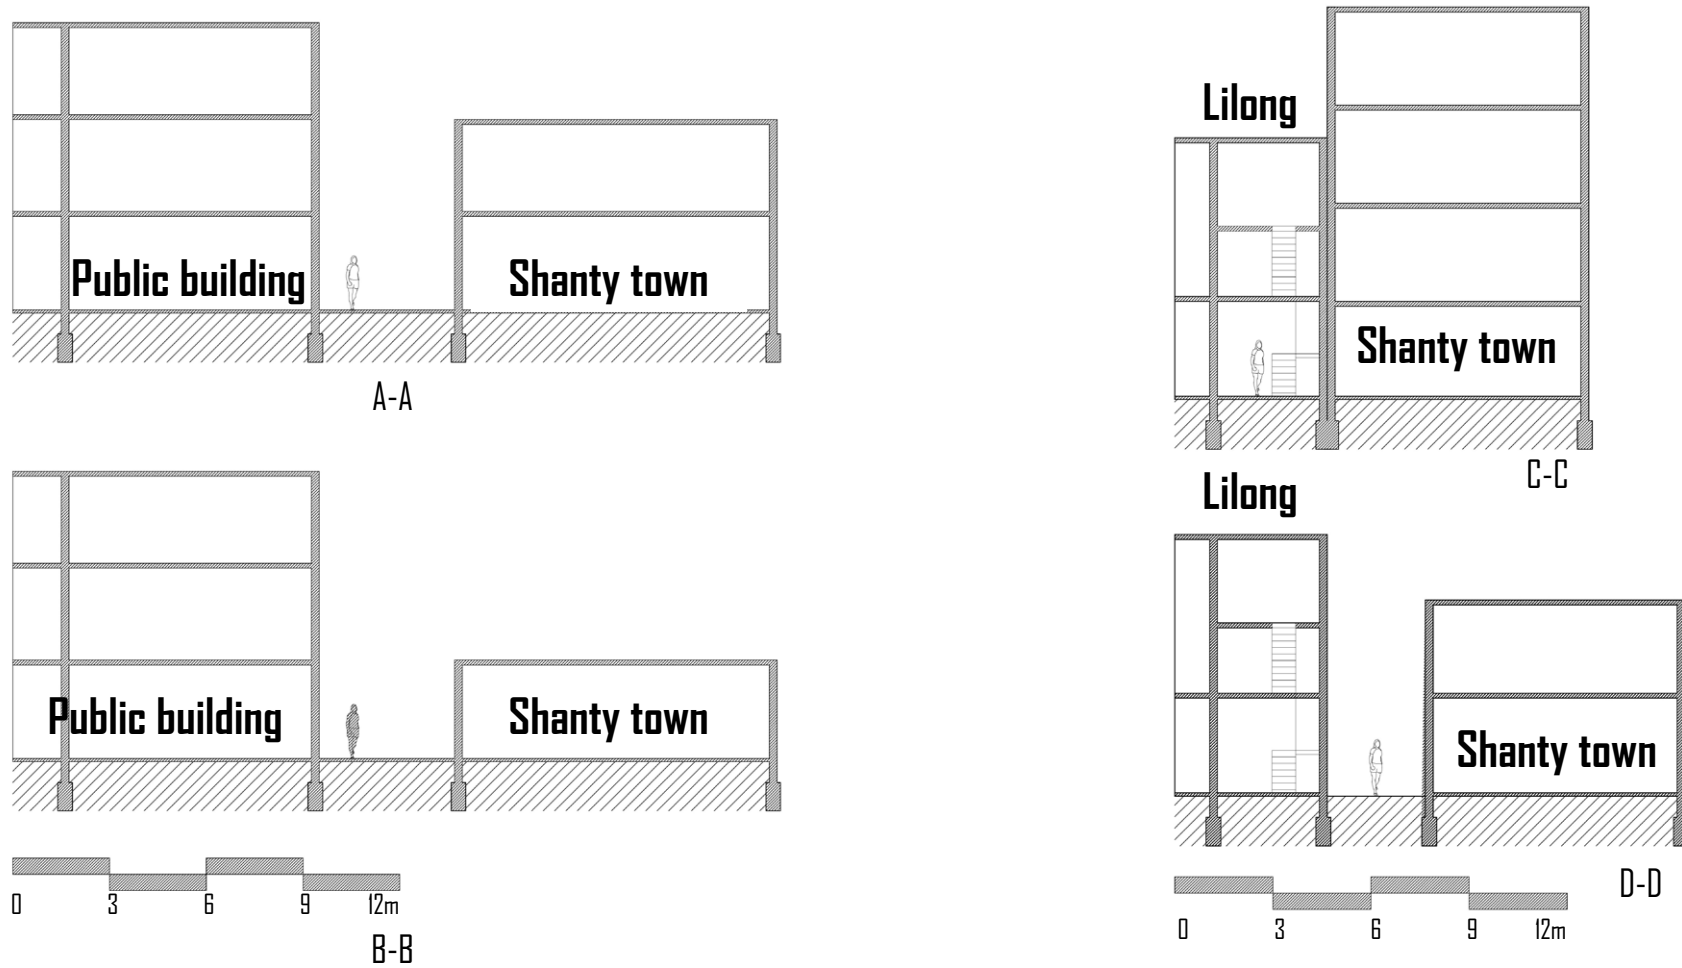 Public building
Shanty town
A-A
Public building
Shanty town
0 3 6 9 12m
B-B
Lilong
Shanty town
C-C
Lilong
Shanty town
D-D
0 3 6 9 12m